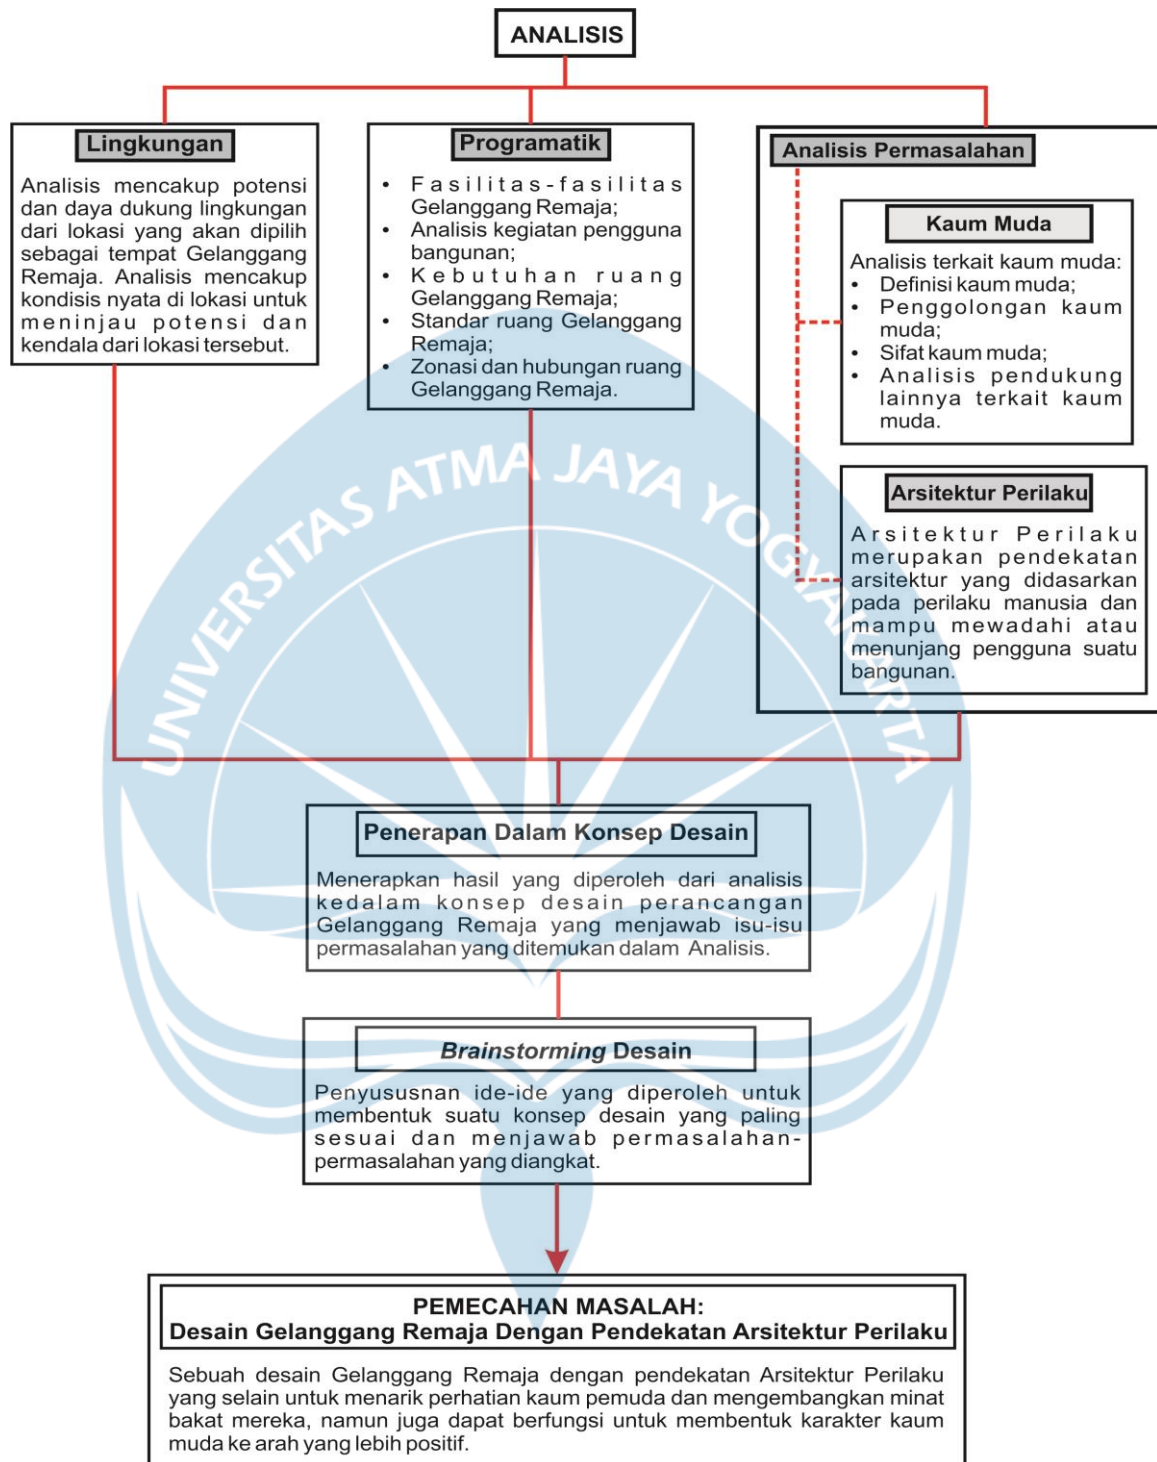 ANALISIS
Lingkungan
Analisis mencakup potensi
dan daya dukung lingkungan
dari lokasi yang akan dipilih
sebagai tempat Gelanggang
Remaja. Analisis mencakup
kondisis nyata di lokasi untuk
meninjau potensi dan
kendala dari lokasi tersebut.
Programatik
• Fasilitas-fasilitas
Gelanggang Remaja;
• Analisis kegiatan pengguna
bangunan;
• Kebutuhan ruang
Gelanggang Remaja;
• Standar ruang Gelanggang
Remaja;
• Zonasi dan hubungan ruang
Gelanggang Remaja.
Analisis Permasalahan
Kaum Muda
Analisis terkait kaum muda:
• Definisi kaum muda;
• Penggolongan kaum
muda;
• Sifat kaum muda;
• Analisis pendukung
lainnya terkait kaum
muda.
Arsitektur Perilaku
Arsitektur Perilaku
merupakan pendekatan
arsitektur yang didasarkan
pada perilaku manusia dan
mampu mewadahi atau
menunjang pengguna suatu
bangunan.
UNIVERSITAS ATMA JAYA YOGYAKARTA
Penerapan Dalam Konsep Desain
Menerapkan hasil yang diperoleh dari analisis
kedalam konsep desain perancangan
Gelanggang Remaja yang menjawab isu-isu
permasalahan yang ditemukan dalam Analisis.
Brainstorming Desain
Penyususnan ide-ide yang diperoleh untuk
membentuk suatu konsep desain yang paling
sesuai dan menjawab permasalahan-
permasalahan yang diangkat.
PEMECAHAN MASALAH:
Desain Gelanggang Remaja Dengan Pendekatan Arsitektur Perilaku
Sebuah desain Gelanggang Remaja dengan pendekatan Arsitektur Perilaku
yang selain untuk menarik perhatian kaum pemuda dan mengembangkan minat
bakat mereka, namun juga dapat berfungsi untuk membentuk karakter kaum
muda ke arah yang lebih positif.